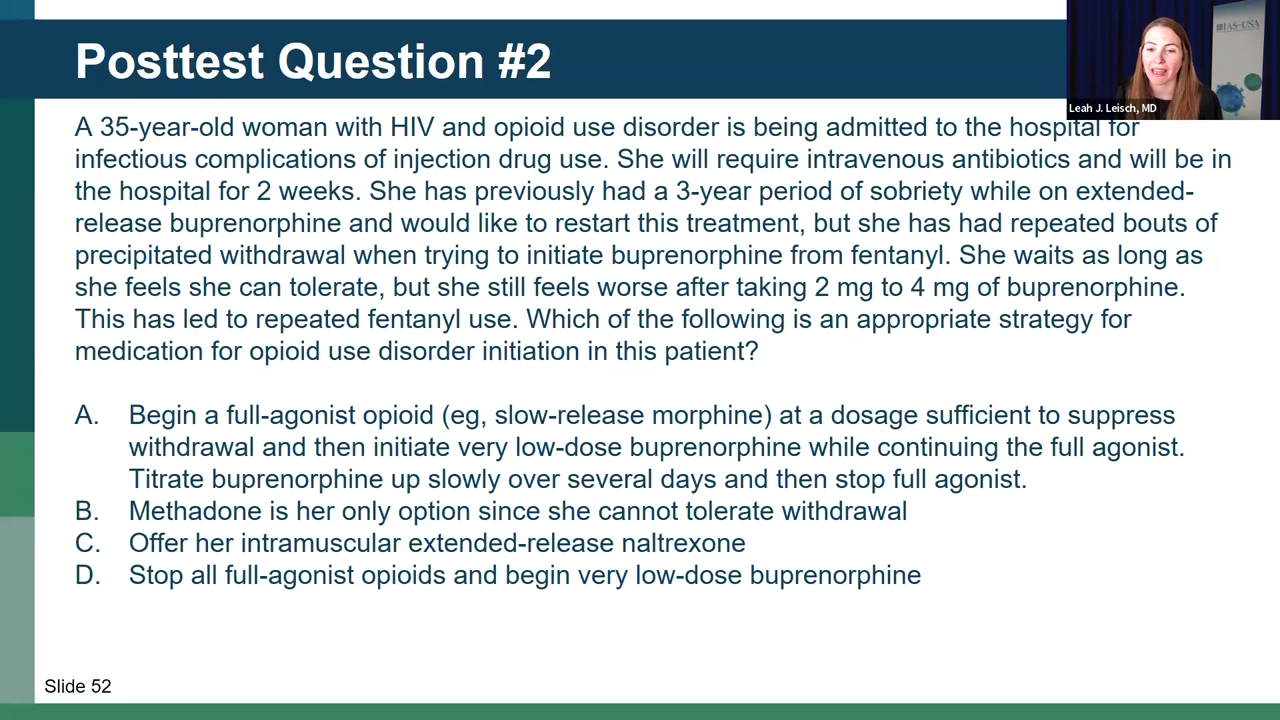 Posttest Question #2
IAS-USA
Leah J. Leisch, MD
A 35-year-old woman with HIV and opioid use disorder is being admitted to the hospital for
infectious complications of injection drug use. She will require intravenous antibiotics and will be in
the hospital for 2 weeks. She has previously had a 3-year period of sobriety while on extended-
release buprenorphine and would like to restart this treatment, but she has had repeated bouts of
precipitated withdrawal when trying to initiate buprenorphine from fentanyl. She waits as long as
she feels she can tolerate, but she still feels worse after taking 2 mg to 4 mg of buprenorphine.
This has led to repeated fentanyl use. Which of the following is an appropriate strategy for
medication for opioid use disorder initiation in this patient?
A. Begin a full-agonist opioid (eg, slow-release morphine) at a dosage sufficient to suppress
withdrawal and then initiate very low-dose buprenorphine while continuing the full agonist.
Titrate buprenorphine up slowly over several days and then stop full agonist.
B. Methadone is her only option since she cannot tolerate withdrawal
C. Offer her intramuscular extended-release naltrexone
D. Stop all full-agonist opioids and begin very low-dose buprenorphine
Slide 52